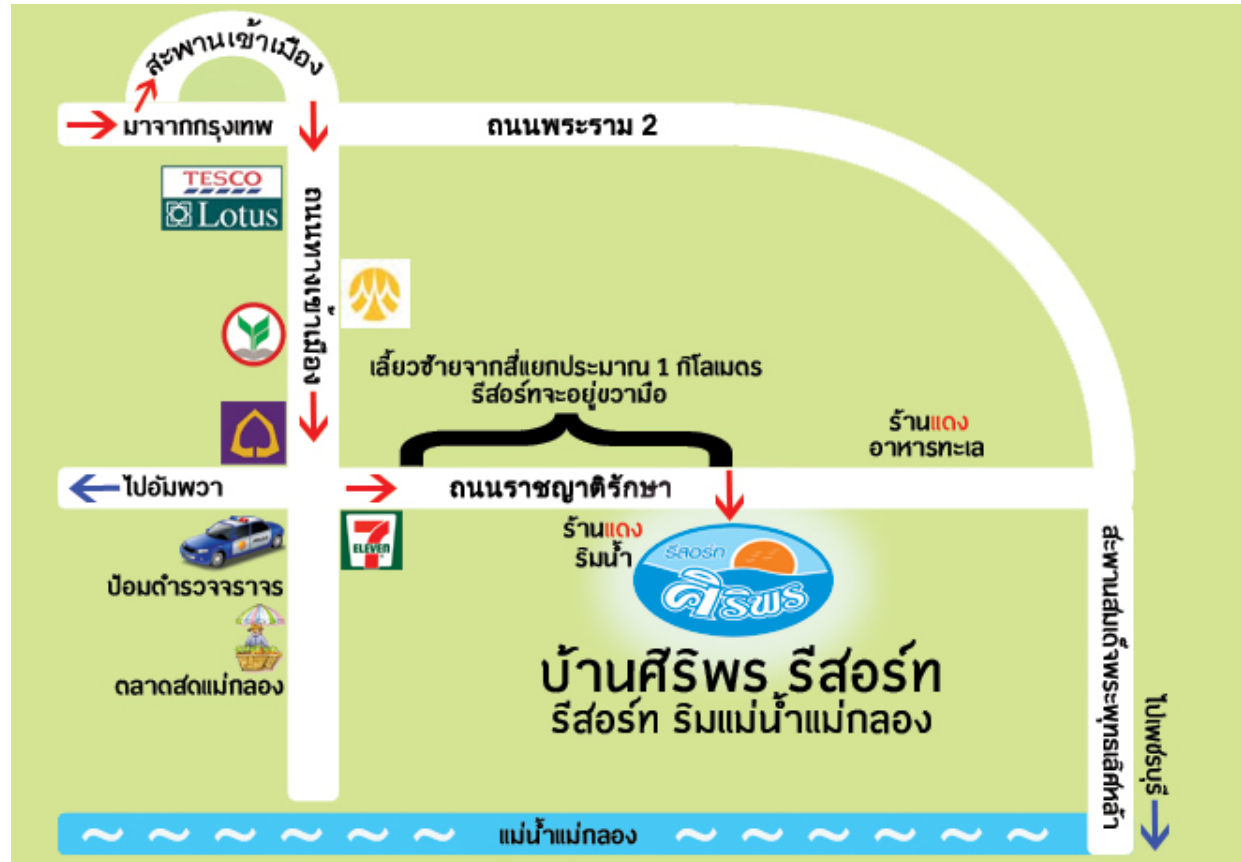 สะพานเข้าเมือง
มาจากกรุงเทพ
ถนนพระราม 2
TESCO
Lotus
ถนนทางเข้าเมือง
เลี้ยวซ้ายจากสี่แยกประมาณ 1 กิโลเมตร
รีสอร์ทจะอยู่ขวามือ
ร้านแดง
อาหารทะเล
ไปอัมพวา
ถนนราชญาติรักษา
7
ELEVEN
ร้านแดง
ริมน้ำ
รีสอร์ท
ศิริพร
ป้อมตำรวจจราจร
ตลาดสดแม่กลอง
บ้านศิริพร รีสอร์ท
รีสอร์ท ริมแม่น้ำแม่กลอง
สะพานสมเด็จพระพุทธเลิศหล้า
ไปเพชรบุรี
แม่น้ำแม่กลอง